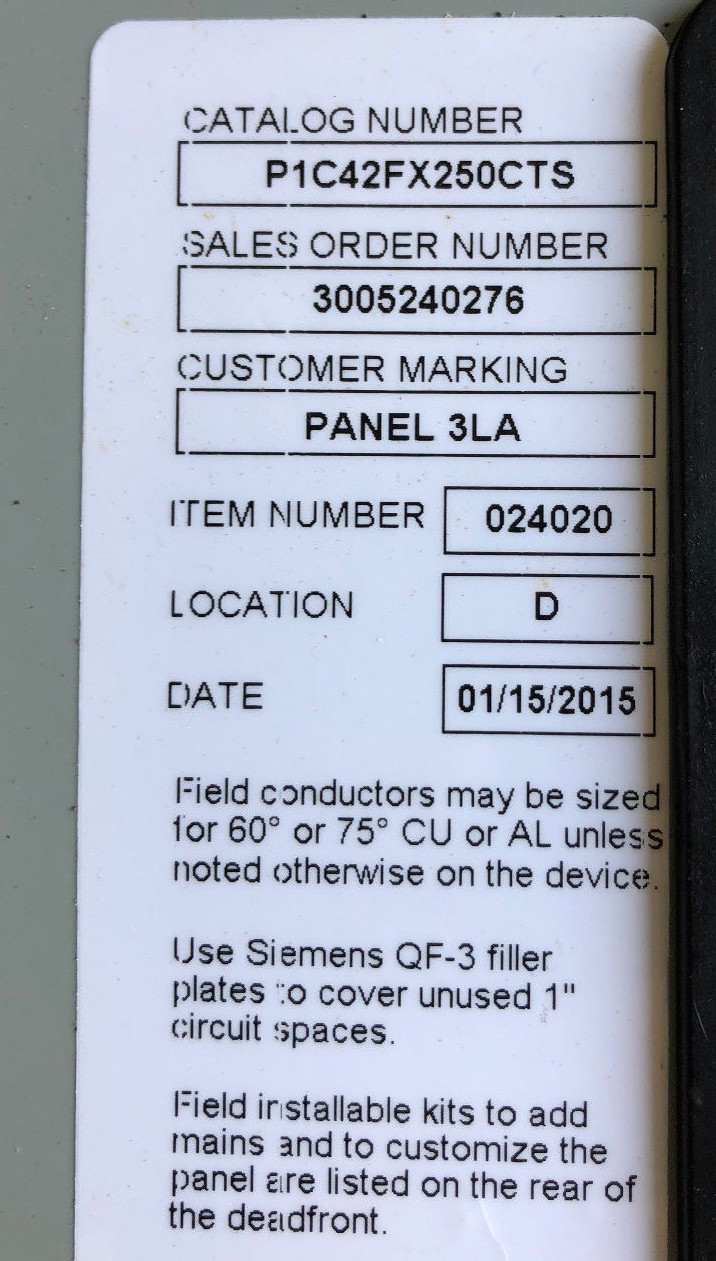 CATALOG NUMBER
P1C42FX250CTS
SALES ORDER NUMBER
3005240276
CUSTOMER MARKING
PANEL 3LA
ITEM NUMBER 024020
LOCATION D
DATE 01/15/2015
Field conductors may be sized
for 60° or 75° CU or AL unless
noted otherwise on the device.
Use Siemens QF-3 filler
plates to cover unused 1"
circuit spaces.
Field installable kits to add
mains and to customize the
panel are listed on the rear of
the deadfront.